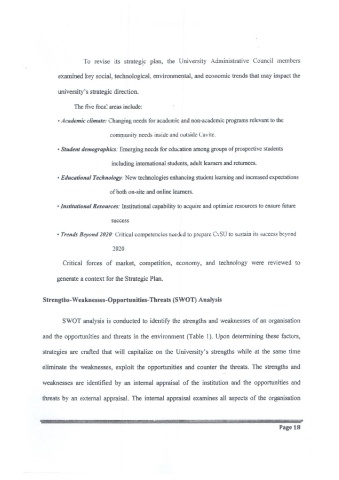 To revise its strategic plan, the University Administrative Council members
examined key social, technological, environmental, and economic trends that may impact the
university's strategic direction.
The five focal areas include:
• Academic climate: Changing needs for academic and non-academic programs relevant to the
community needs inside and outside Cavite.
• Student demographics: Emerging needs for education among groups of prospective students
including international students, adult learners and returnees.
• Educational Technology: New technologies enhancing student learning and increased expectations
of both on-site and online learners.
• Institutional Resources: Institutional capability to acquire and optimize resources to ensure future
success
• Trends Beyond 2020: Critical competencies needed to prepare CvSU to sustain its success beyond
2020
Critical forces of market, competition, economy, and technology were reviewed to
generate a context for the Strategic Plan.
Strengths-Weaknesses-Opportunities-Threats (SWOT) Analysis
SWOT analysis is conducted to identify the strengths and weaknesses of an organisation
and the opportunities and threats in the environment (Table 1). Upon determining these factors,
strategies are crafted that will capitalize on the University's strengths while at the same time
eliminate the weaknesses, exploit the opportunities and counter the threats. The strengths and
weaknesses are identified by an internal appraisal of the institution and the opportunities and
threats by an external appraisal. The internal appraisal examines all aspects of the organisation
Page 18